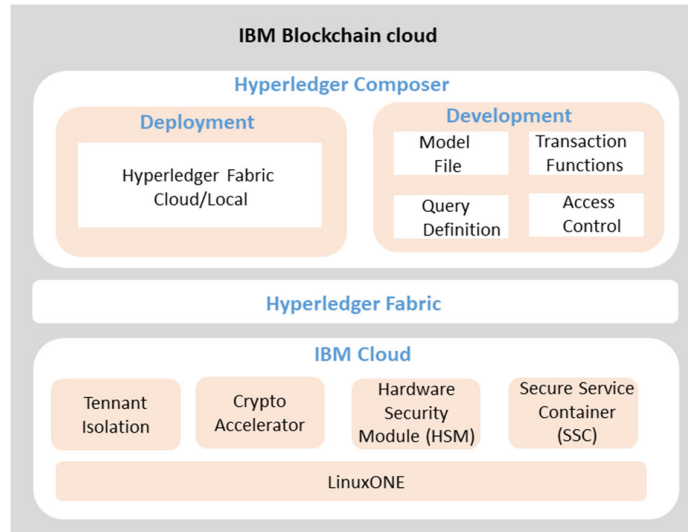 IBM Blockchain cloud
Hyperledger Composer
Deployment
Hyperledger Fabric
Cloud/Local
Development
Model
File
Transaction
Functions
Query
Definition
Access
Control
Hyperledger Fabric
IBM Cloud
Tennant
Isolation
Crypto
Accelerator
Hardware
Security
Module (HSM)
Secure Service
Container
(SSC)
LinuxONE